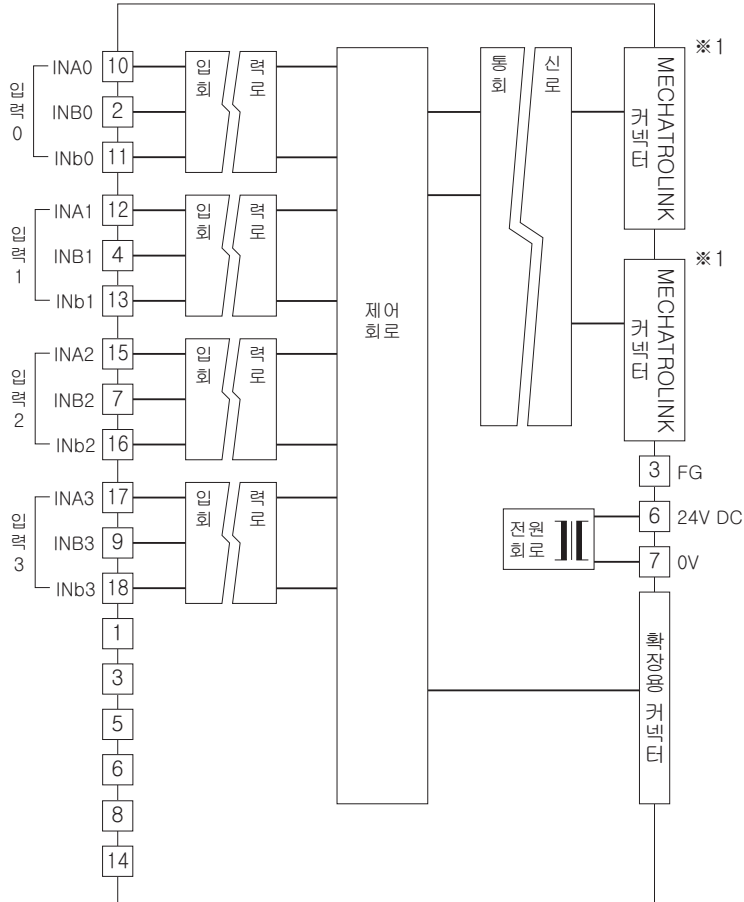 입력 0
INA0 10
INB0 2
INb0 11
입회 력로
입력 1
INA1 12
INB1 4
INb1 13
입회 력로
입력 2
INA2 15
INB2 7
INb2 16
입회 력로
입력 3
INA3 17
INB3 9
INb3 18
입회 력로
1
3
5
6
8
14
제어
회로
통회 신로
※1
MECHATROLINK
커넥터
※1
MECHATROLINK
커넥터
3 FG
6 24V DC
7 0V
전원
회로
확장용 커넥터